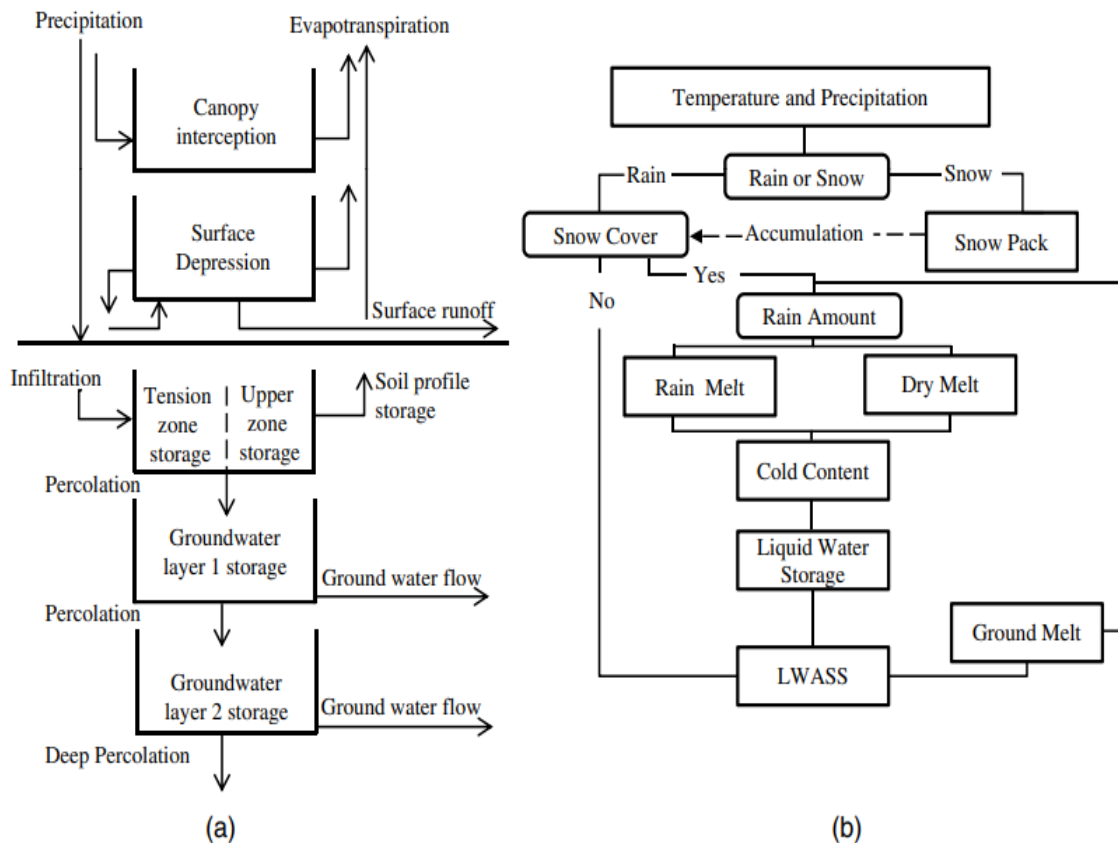 Precipitation
Evapotranspiration
Canopy
interception
Surface
Depression
Surface runoff
Infiltration
Tension
zone
storage
Upper
zone
storage
Soil profile
storage
Percolation
Groundwater
layer 1 storage
Ground water flow
Percolation
Groundwater
layer 2 storage
Ground water flow
Deep Percolation
(a)
Temperature and Precipitation
Rain
Rain or Snow
Snow
Snow Cover
Accumulation
Snow Pack
Yes
No
Rain Amount
Rain Melt
Dry Melt
Cold Content
Liquid Water
Storage
Ground Melt
LWASS
(b)